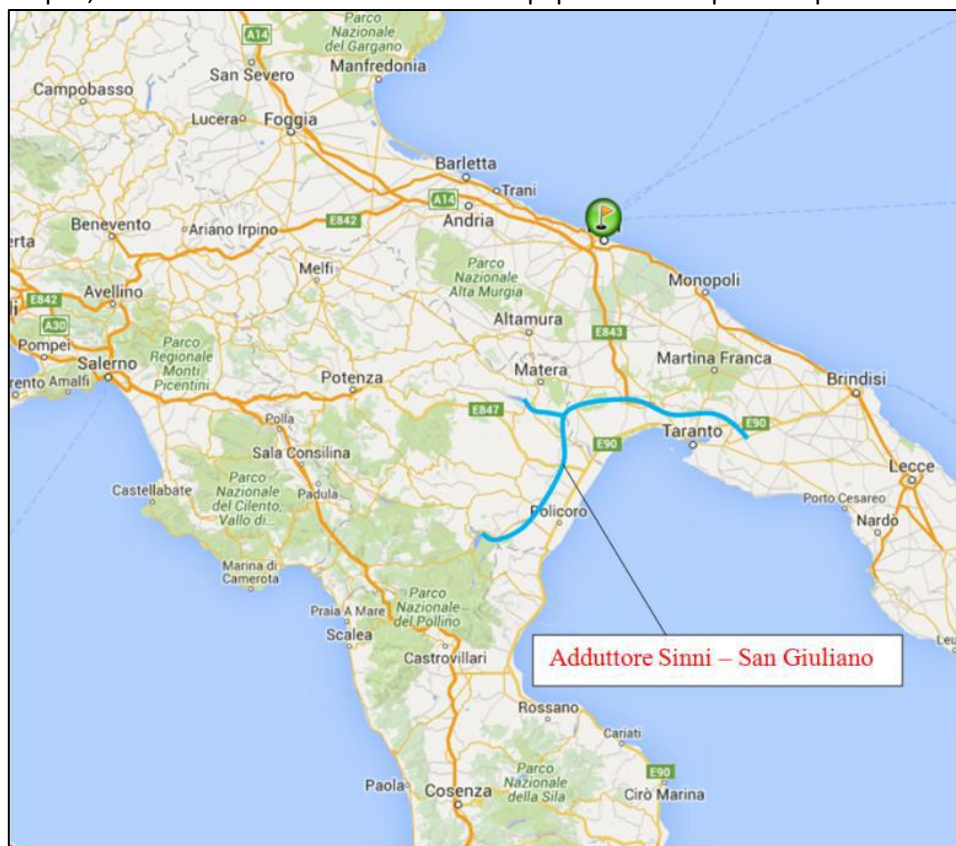 A14
Parco
Nazionale
del Gargano
San Severo
Manfredonia
Campobasso
Lucera
Foggia
Barletta
Trani
A14
Andria
E842
Benevento
Ariano Irpino
Melfi
Parco
Nazionale
Alta Murgia
Monopoli
Avellino
E842
A30
Altamura
E843
Pompei
Parco
Regionale
Monti
Picentini
Martina Franca
Salerno
Amalfi
Matera
Potenza
Brindisi
E847
Polla
E90
Taranto
E90
Sala Consilina
Lecce
Parco
Nazionale
del Cilento,
Vallo di...
Castellabate
Padula
Policoro
Porto Cesareo
Nardò
Marina di
Camerota
Parco
Nazionale
del Pollino
Praia A Mare
Scalea
Castrovillari
Adduttore Sinni – San Giuliano
Rossano
Cariati
Parco
Nazionale
della Sila
E90
Paola
Cosenza
Cirò Marina